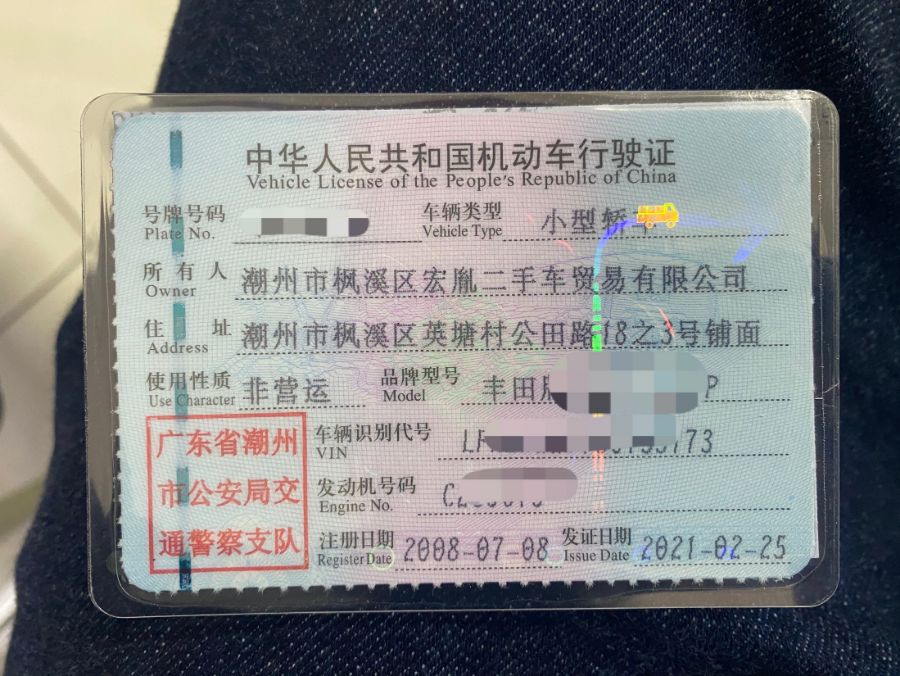 中华人民共和国机动车行驶证
Vehicle License of the People's Republic of China
号牌号码 车辆类型 小型轿车
Plate No. Vehicle Type
所有人 潮州市枫溪区宏胤二手车贸易有限公司
Owner
住址 潮州市枫溪区英塘村公田路18之3号铺面
Address
使用性质 非营运 品牌型号 丰田牌
Use Character Model
广东省潮州
市公安局交
通警察支队
车辆识别代号
VIN
发动机号码
Engine No.
注册日期 2008-07-08 发证日期 2021-02-25
Register Date Issue Date